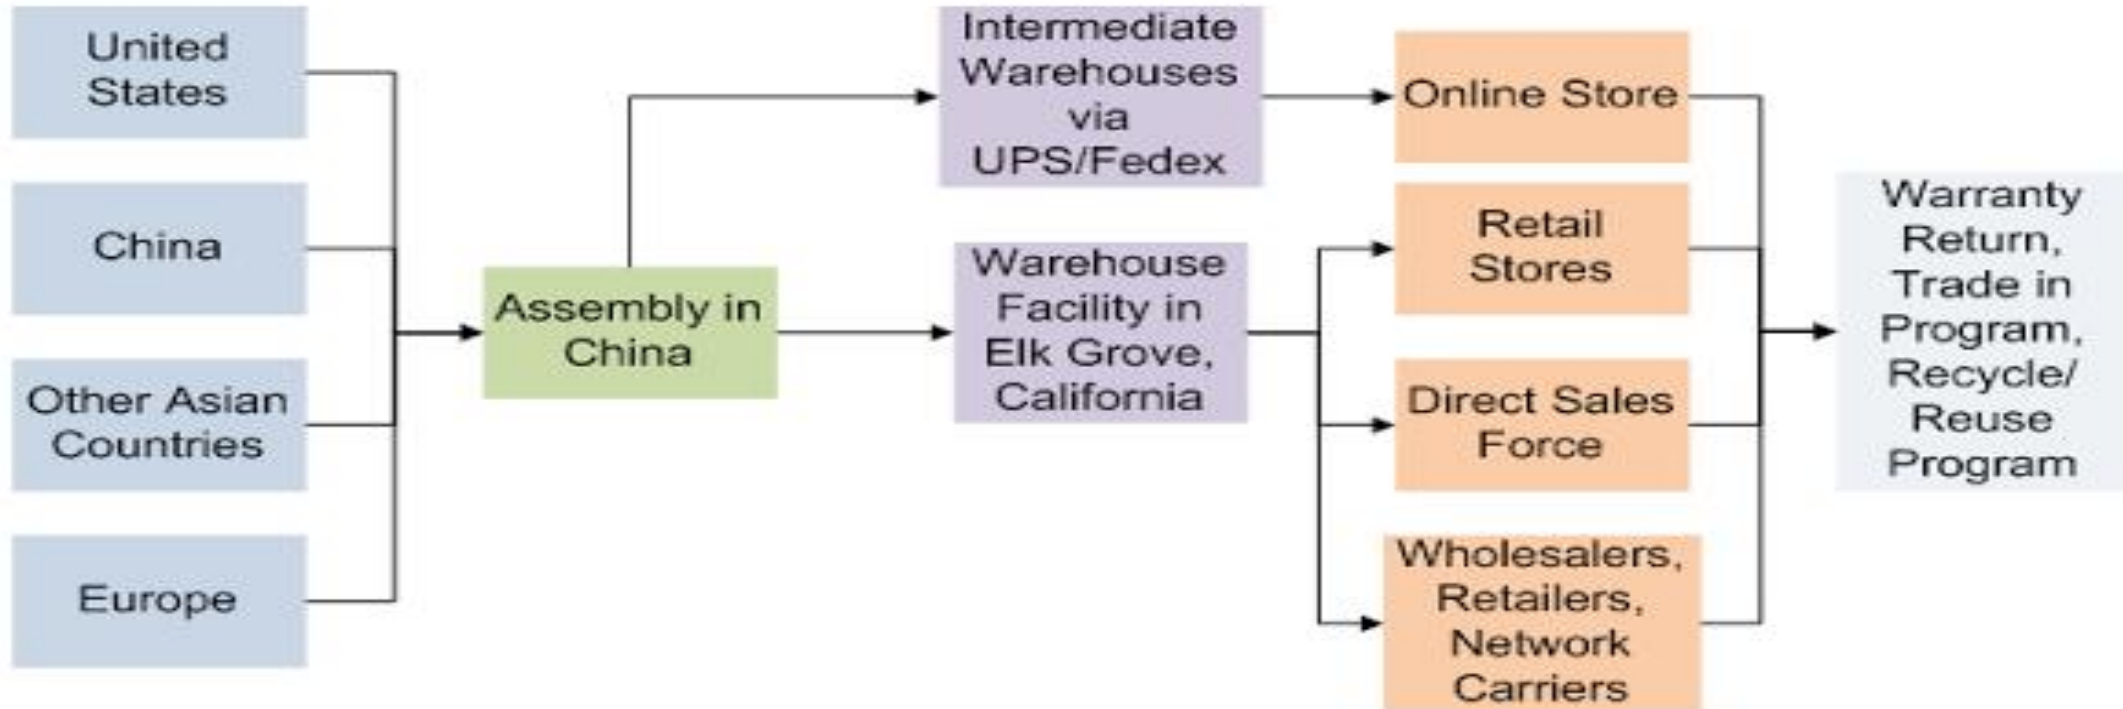 United
States
China
Other Asian
Countries
Europe
Assembly in
China
Intermediate
Warehouses
via
UPS/Fedex
Warehouse
Facility in
Elk Grove,
California
Online Store
Retail
Stores
Direct Sales
Force
Wholesalers,
Retailers,
Network
Carriers
Warranty
Return,
Trade in
Program,
Recycle/
Reuse
Program